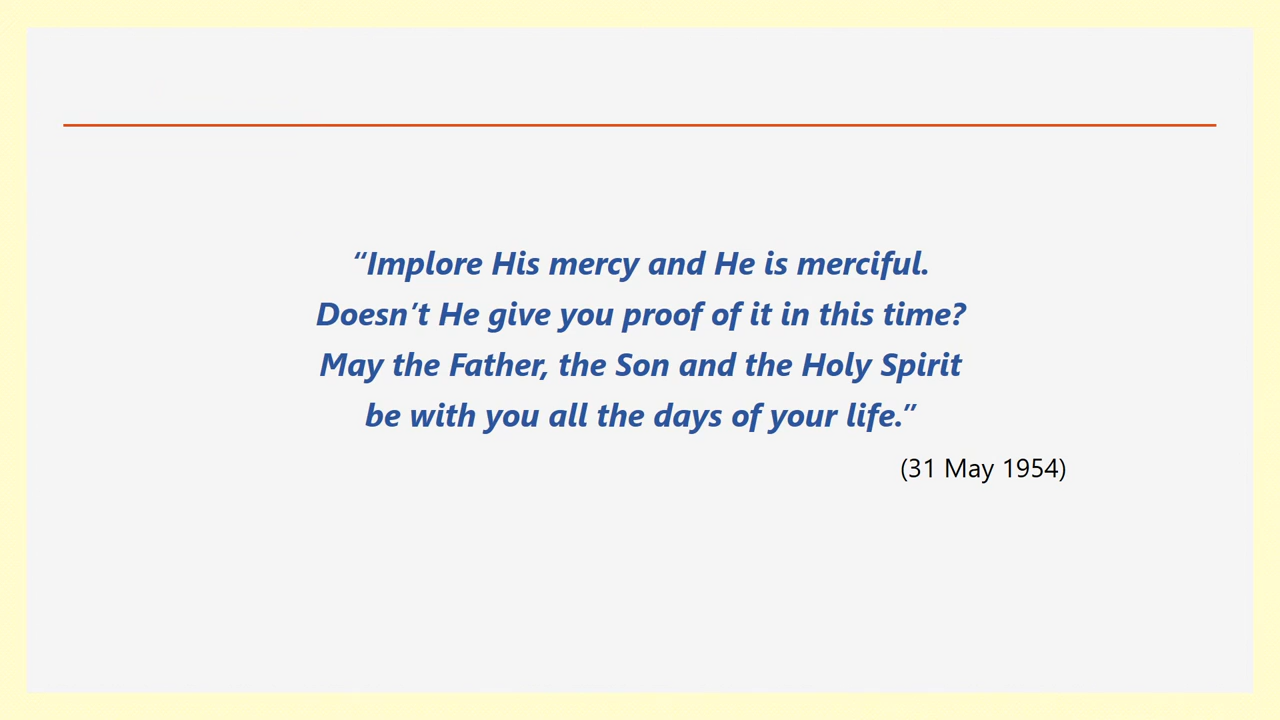 “Implore His mercy and He is merciful.
Doesn’t He give you proof of it in this time?
May the Father, the Son and the Holy Spirit
be with you all the days of your life.”
(31 May 1954)